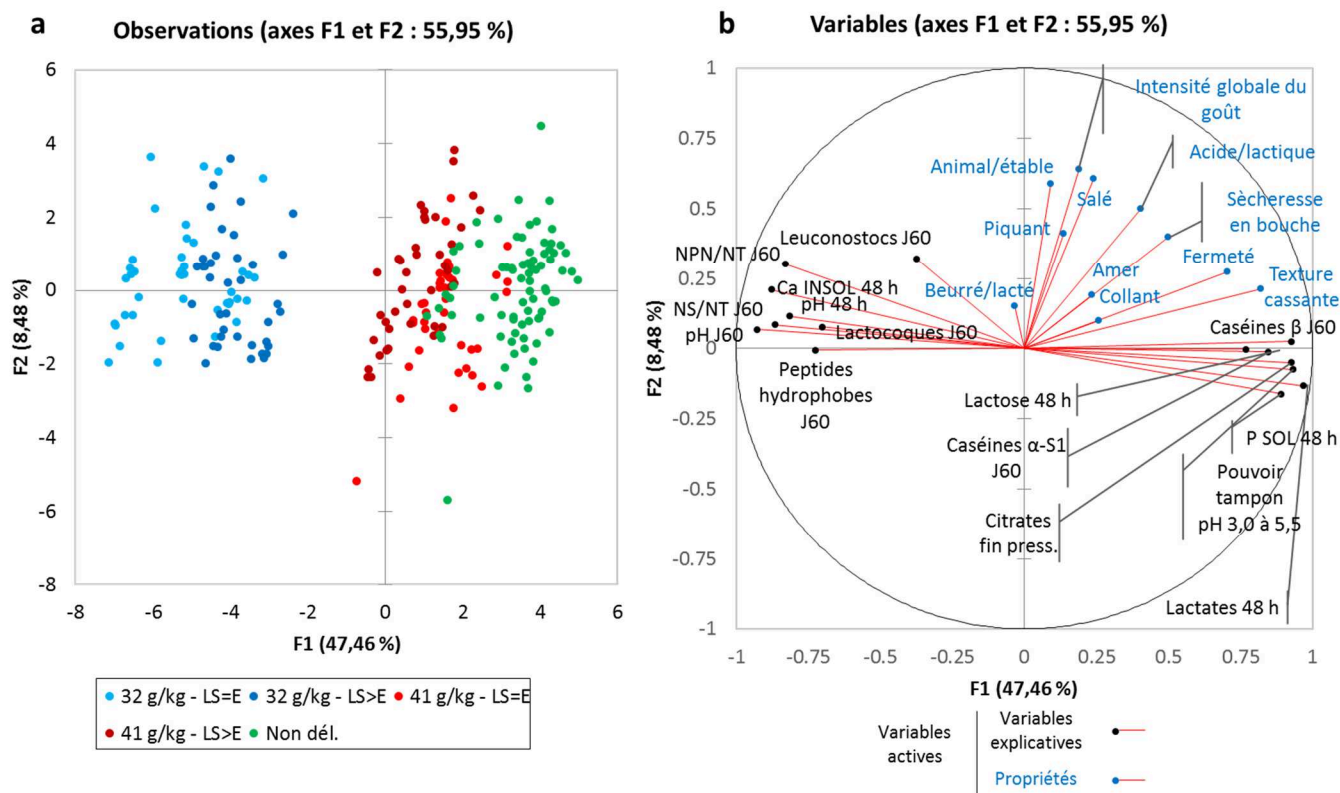 a
Observations (axes F1 et F2 : 55,95 %)
6
4
2
0
-2
-4
-6
-8
-8
-6
-4
-2
0
2
4
6
F2 (8,48 %)
F1 (47,46 %)
32 g/kg - LS=E
32 g/kg - LS>E
41 g/kg - LS=E
41 g/kg - LS>E
Non dél.
b
Variables (axes F1 et F2 : 55,95 %)
1
0.75
0.5
0.25
0
-0.25
-0.5
-0.75
-1
-1
-0.75
-0.5
-0.25
0
0.25
0.5
0.75
1
F2 (8,48 %)
F1 (47,46 %)
Intensité globale du
goût
Animal/étable
Acide/lactique
Salé
Sècheresse
en bouche
Piquant
Leuconostocs J60
NPN/NT J60
Fermeté
Amer
Texture
cassante
Ca INSOL 48 h
Beurré/lacté
Collant
NS/NT J60
pH 48 h
Caséines β J60
pH J60
Lactocoques J60
Peptides
hydrophobes
J60
Lactose 48 h
Caséines α-S1
J60
P SOL 48 h
Pouvoir
tampon
pH 3,0 à 5,5
Citrates
fin press.
Lactates 48 h
Variables
actives
Variables
explicatives
Propriétés